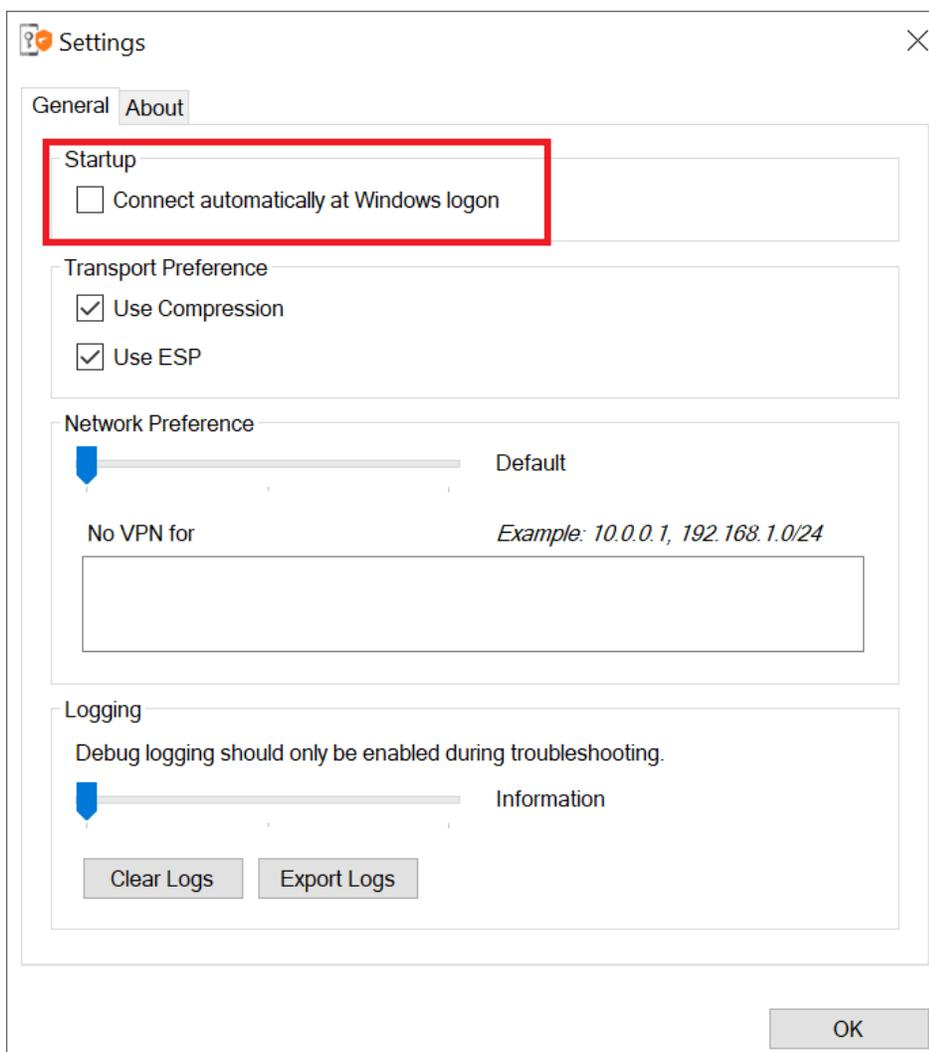 Settings
General About
Startup
Connect automatically at Windows logon
Transport Preference
Use Compression
Use ESP
Network Preference
Default
No VPN for Example: 10.0.0.1, 192.168.1.0/24
Logging
Debug logging should only be enabled during troubleshooting.
Information
Clear Logs Export Logs
OK